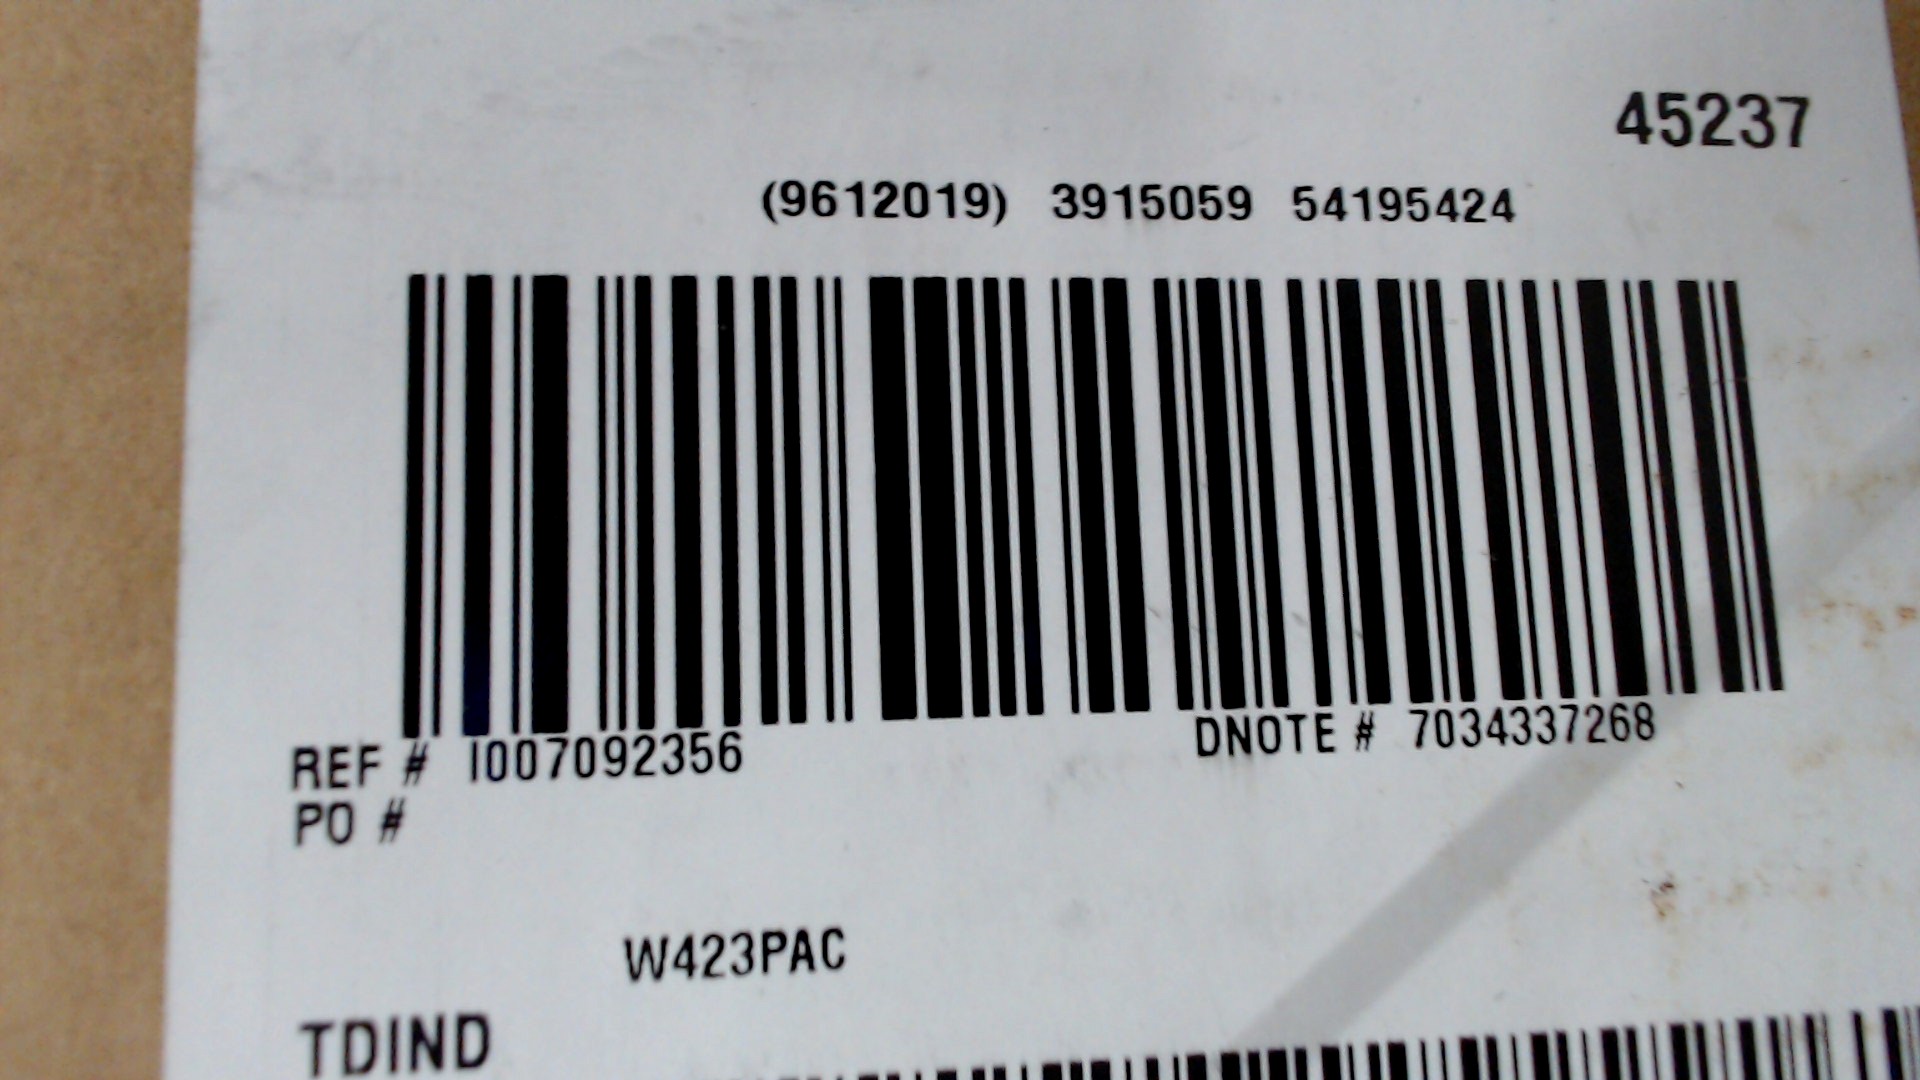 45237
(9612019) 3915059 54195424
REF # I007092356 DNOTE # 7034337268
PO #
W423PAC
TDIND